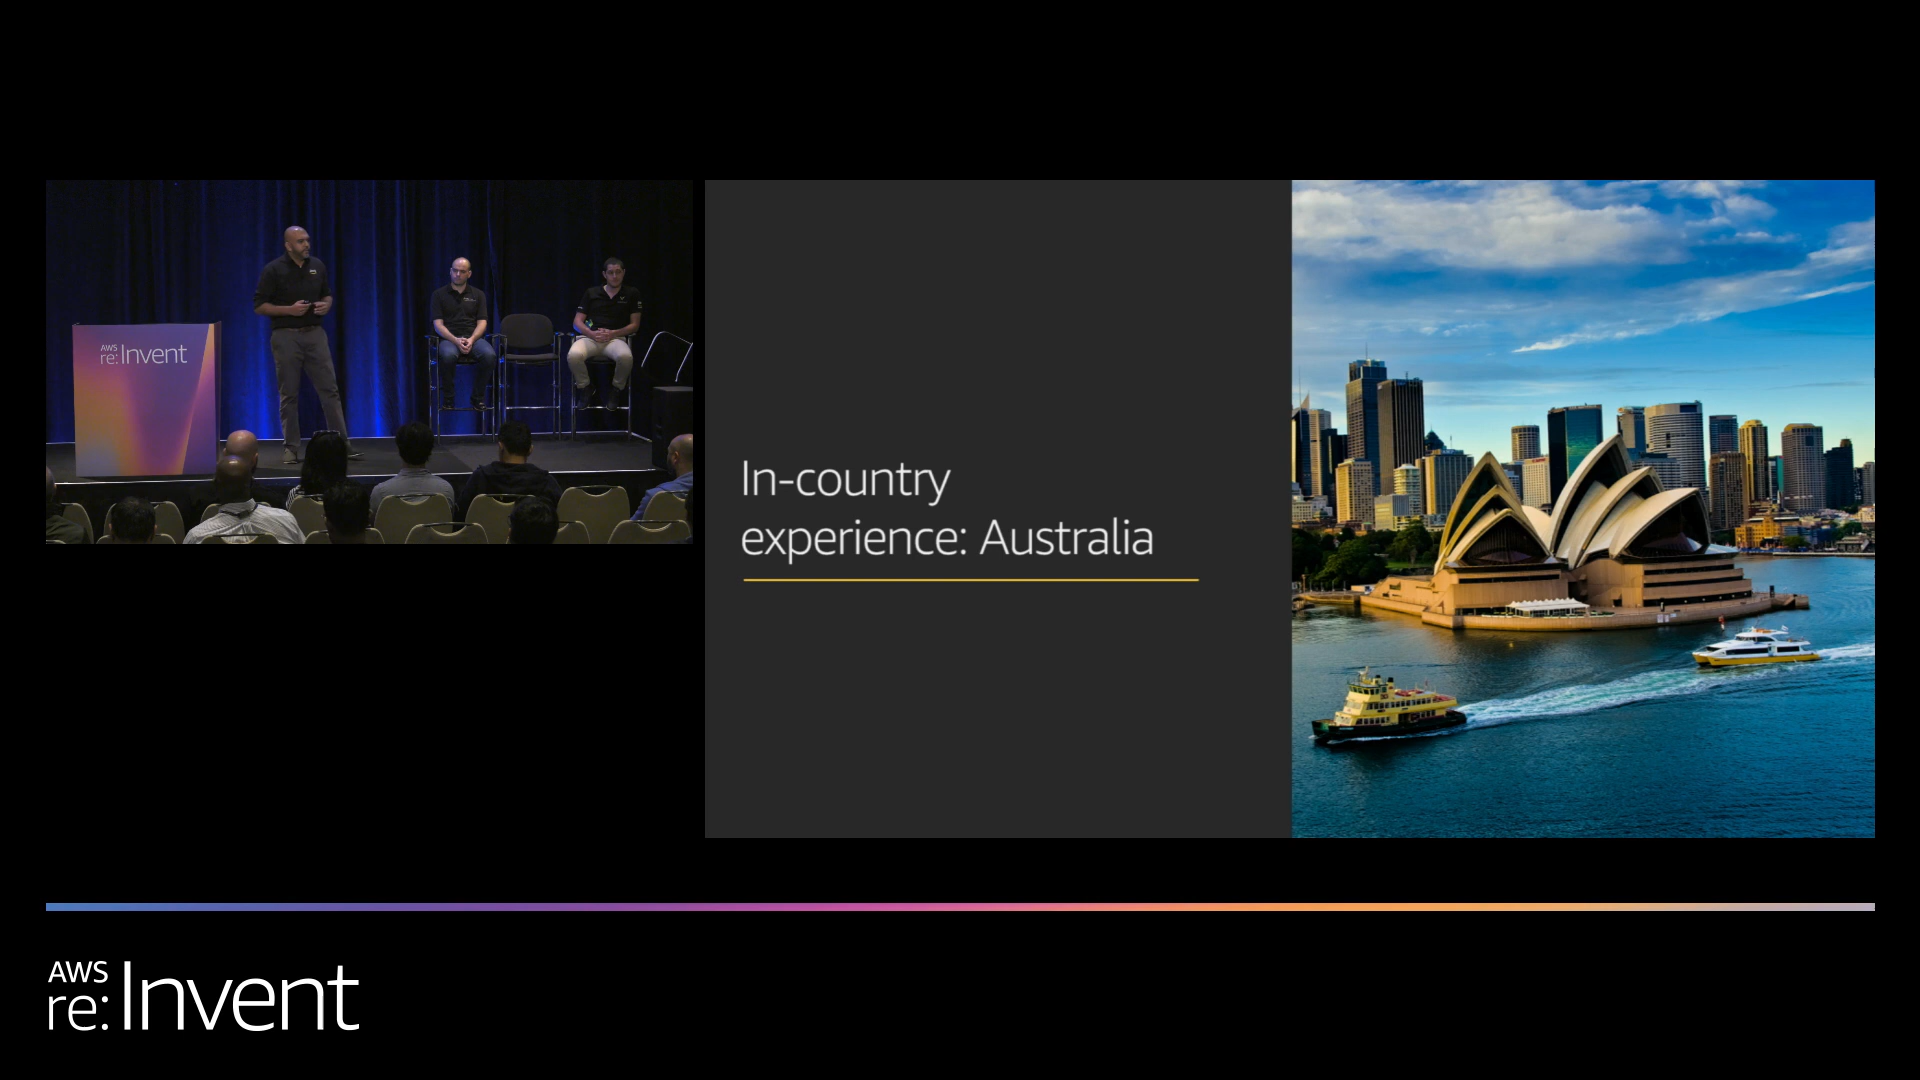 AWS
re:Invent
In-country
experience: Australia
AWS
re:Invent